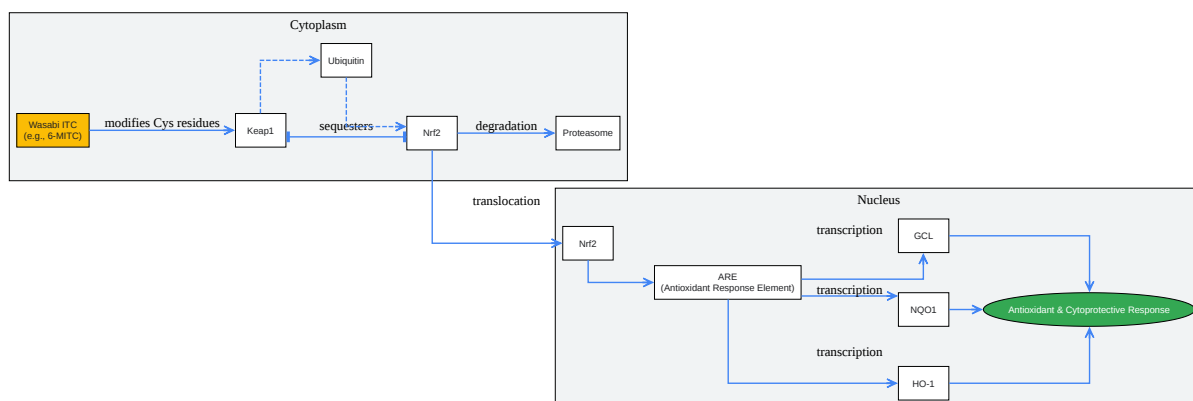 Cytoplasm
Ubiquitin
Wasabi ITC
(e.g., 6-MITC)
modifies Cys residues
Keap1
sequesters
Nrf2
degradation
Proteasome
translocation
Nucleus
Nrf2
transcription
GCL
ARE
(Antioxidant Response Element)
transcription
NQO1
Antioxidant & Cytoprotective Response
transcription
HO-1